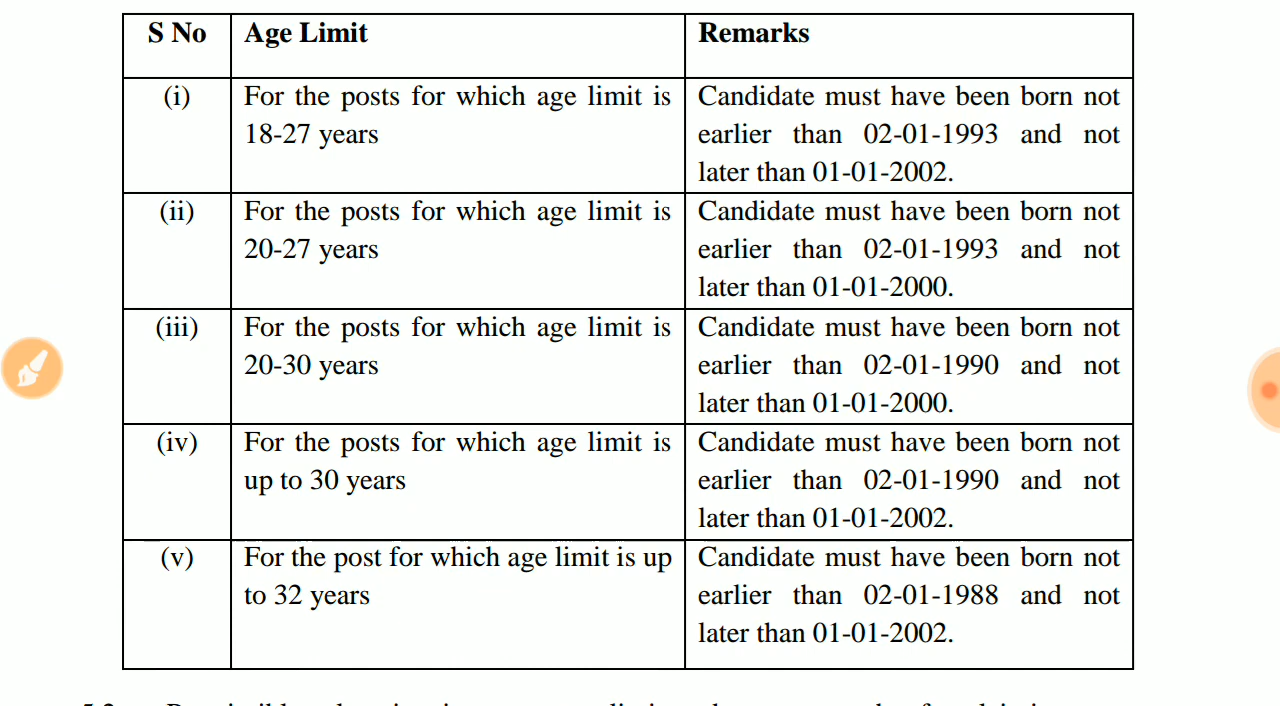 S No Age Limit Remarks
(i) For the posts for which age limit is Candidate must have been born not
18-27 years earlier than 02-01-1993 and not
later than 01-01-2002.
(ii) For the posts for which age limit is Candidate must have been born not
20-27 years earlier than 02-01-1993 and not
later than 01-01-2000.
(iii) For the posts for which age limit is Candidate must have been born not
20-30 years earlier than 02-01-1990 and not
later than 01-01-2000.
(iv) For the posts for which age limit is Candidate must have been born not
up to 30 years earlier than 02-01-1990 and not
later than 01-01-2002.
(v) For the post for which age limit is up Candidate must have been born not
to 32 years earlier than 02-01-1988 and not
later than 01-01-2002.